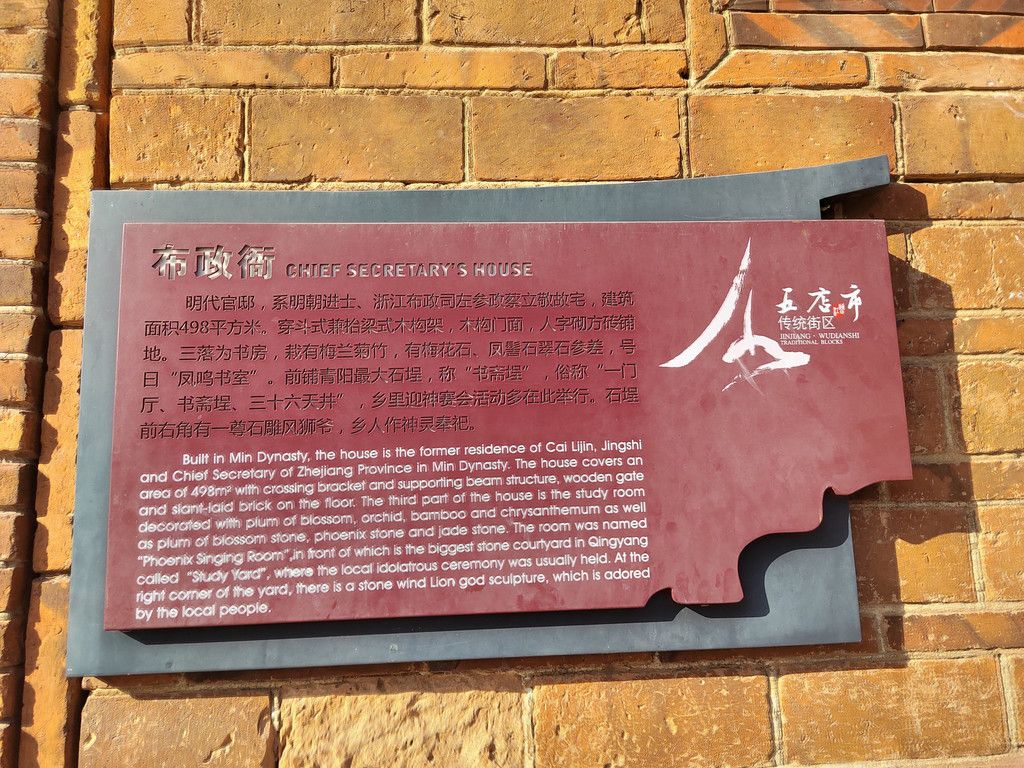 布政衙 CHIEF SECRETARY'S HOUSE
明代官邸，系明朝进士、浙江布政司左参政蔡立敬故宅，建筑
面积498平方米。穿斗式兼抬梁式木构架，木构门面，人字砌方砖铺
地。三落为书房，栽有梅兰菊竹，有梅花石、凤髻石翠石参差，号
曰“凤鸣书室”。前铺青阳最大石埕，称“书斋埕”，俗称“一门
厅、书斋埕、三十六天井”，乡里迎神赛会活动多在此举行。石埕
前右角有一尊石雕风狮爷，乡人作神灵奉祀。
Built in Min Dynasty, the house is the former residence of Cai Lijin, Jingshi
and Chief Secretary of Zhejiang Province in Min Dynasty. The house covers an
area of 498m² with crossing bracket and supporting beam structure, wooden gate
and slant-laid brick on the floor. The third part of the house is the study room
decorated with plum of blossom, orchid, bamboo and chrysanthemum as well
as plum of blossom stone, phoenix stone and jade stone. The room was named
"Phoenix Singing Room",in front of which is the biggest stone courtyard in Qingyang
called "Study Yard", where the local idolatrous ceremony was usually held. At the
right corner of the yard, there is a stone wind Lion god sculpture, which is adored
by the local people.
五店市
传统街区
JINJIANG · WUDIANSHI
TRADITIONAL BLOCKS